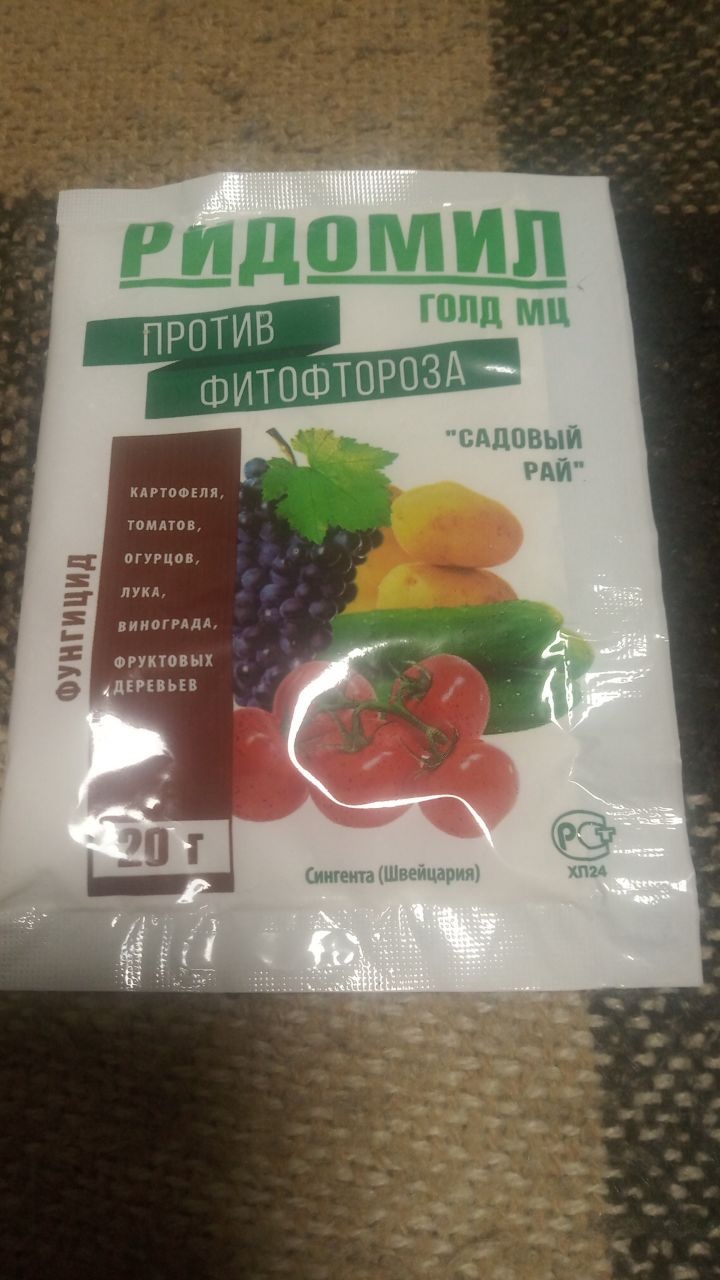 РИДОМИЛ
ГОЛД МЦ
ПРОТИВ
ФИТОФТОРОЗА
"САДОВЫЙ
РАЙ"
ФУНГИЦИД
КАРТОФЕЛЯ,
ТОМАТОВ,
ОГУРЦОВ,
ЛУКА,
ВИНОГРАДА,
ФРУКТОВЫХ
ДЕРЕВЬЕВ
20 г
Сингента (Швейцария)
РСТ
ХП24